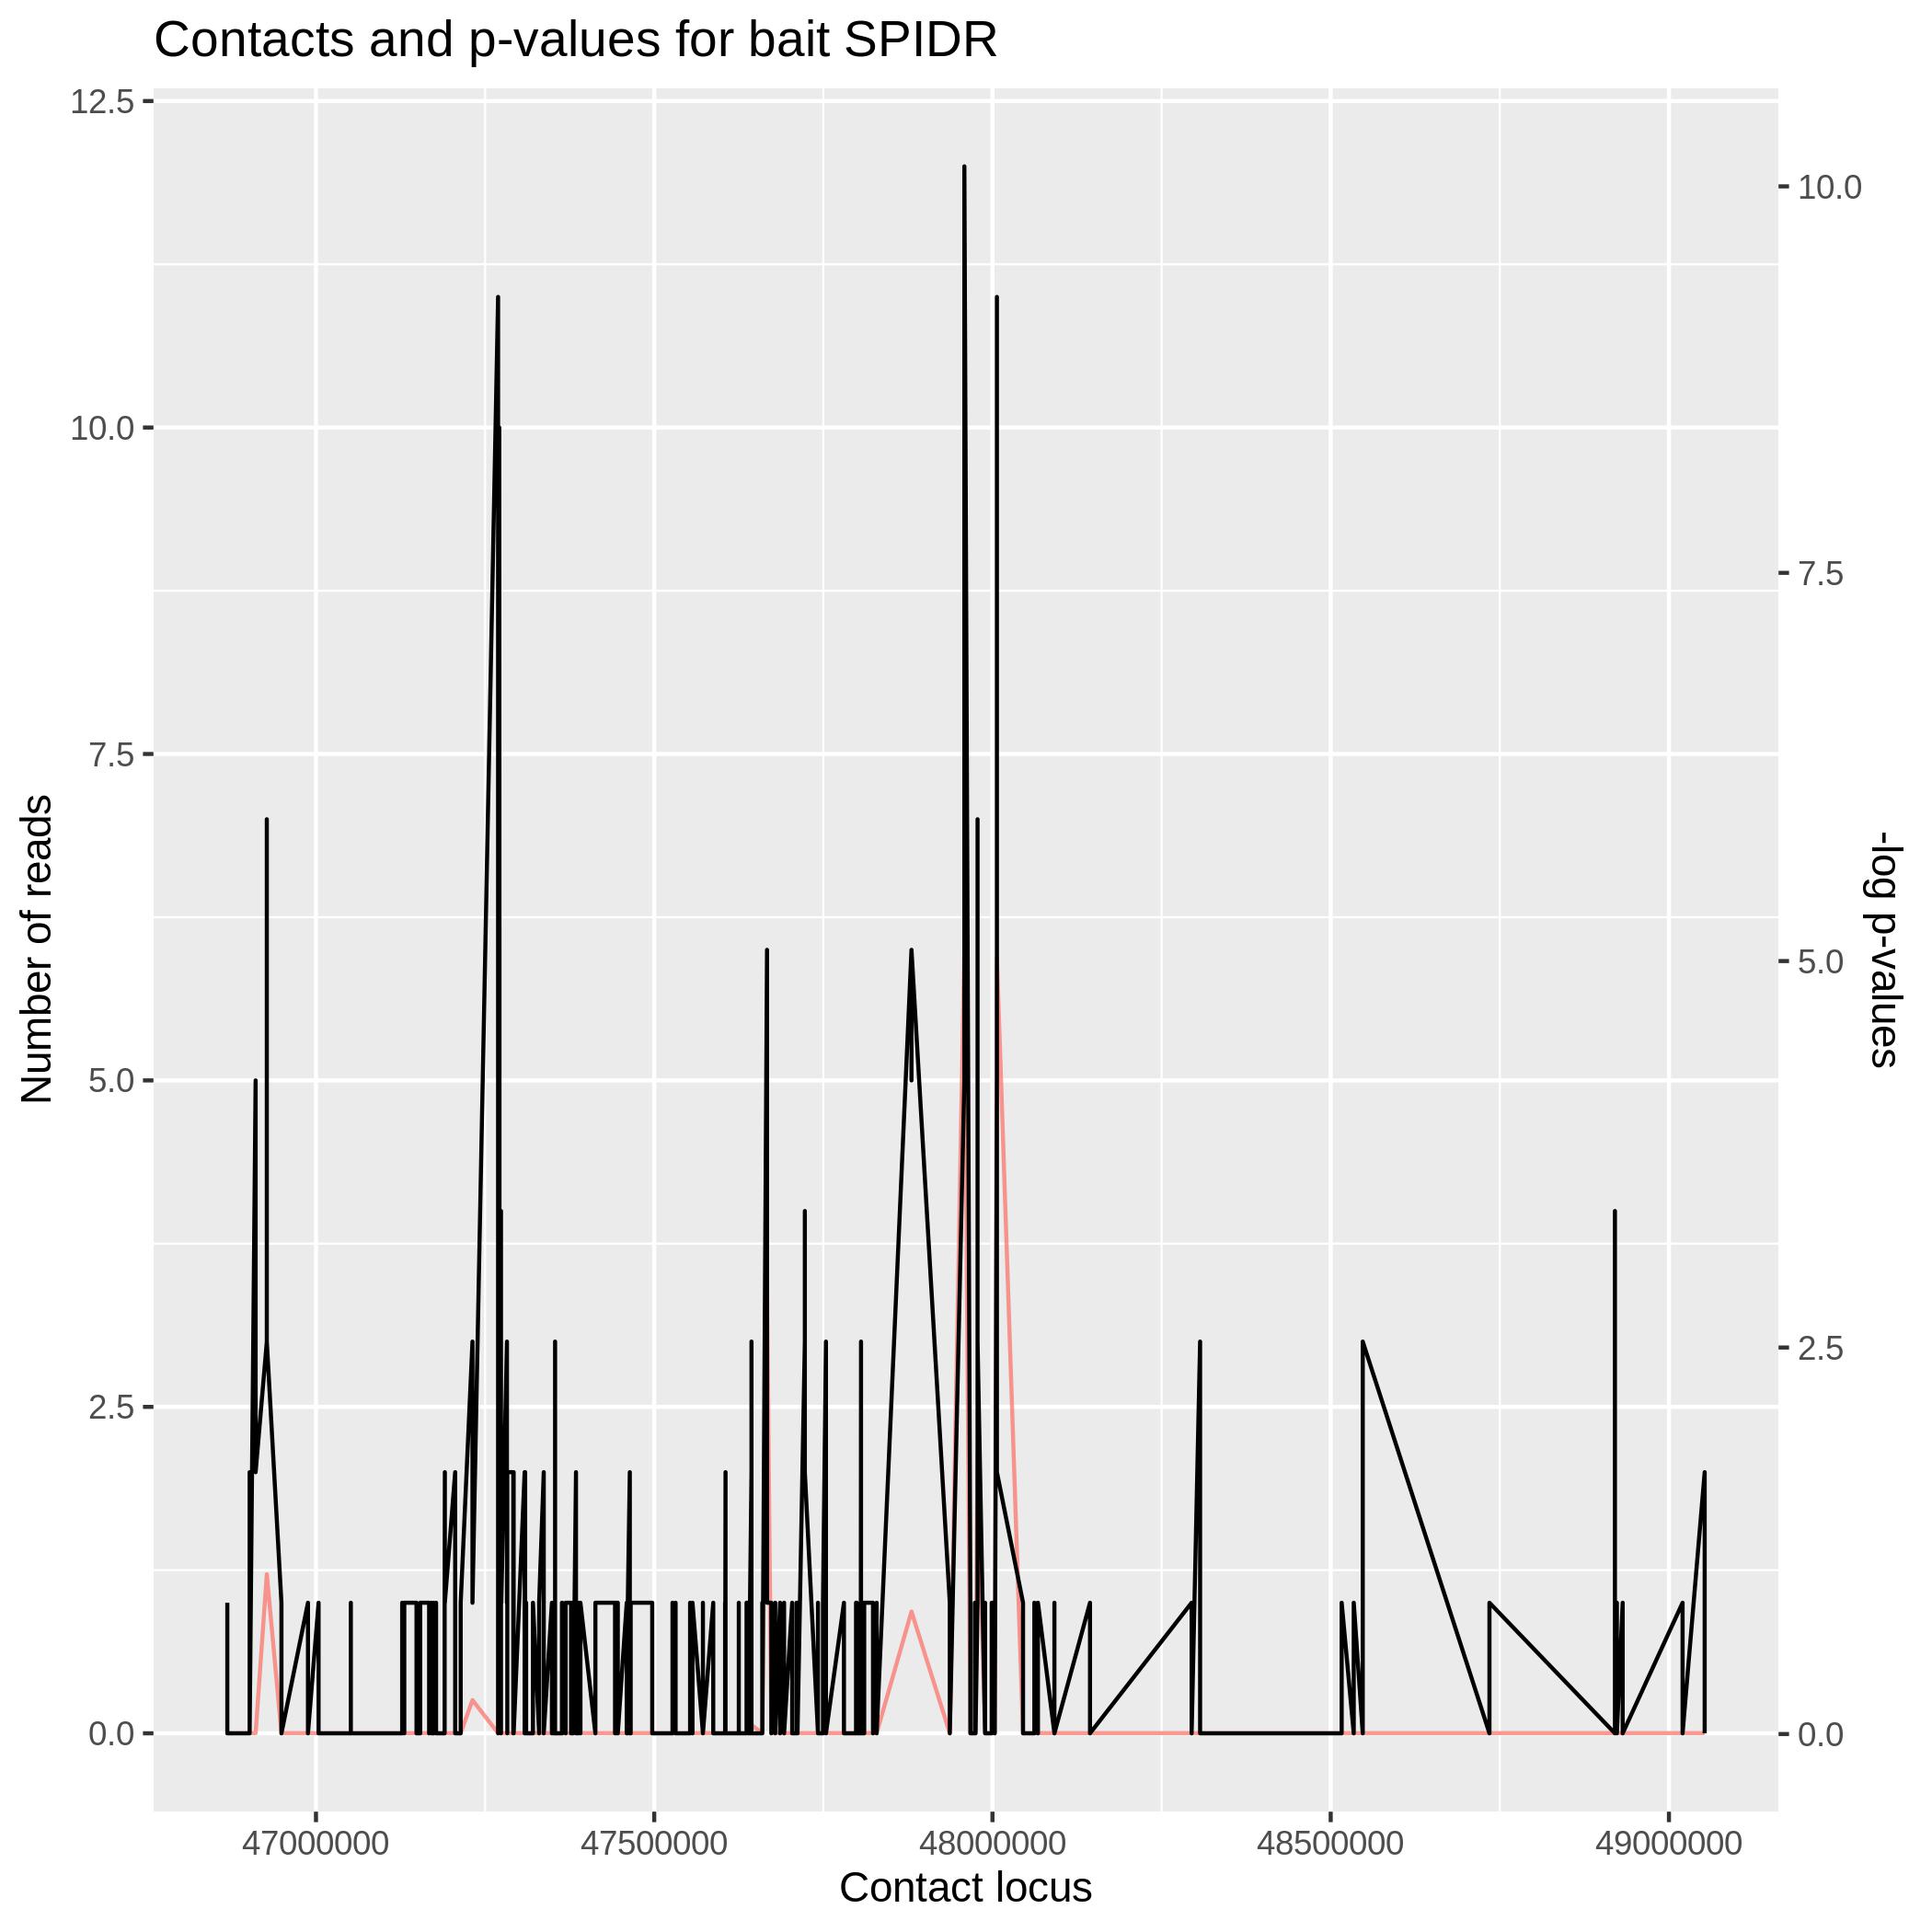 Contacts and p-values for bait SPIDR
12.5
10.0
7.5
5.0
2.5
0.0
Number of reads
10.0
7.5
5.0
2.5
0.0
-log p-values
47000000 47500000 48000000 48500000 49000000
Contact locus